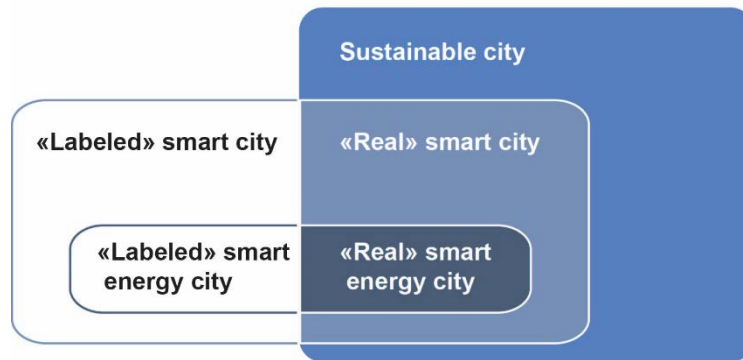 Sustainable city
«Labeled» smart city
«Real» smart city
«Labeled» smart
energy city
«Real» smart
energy city